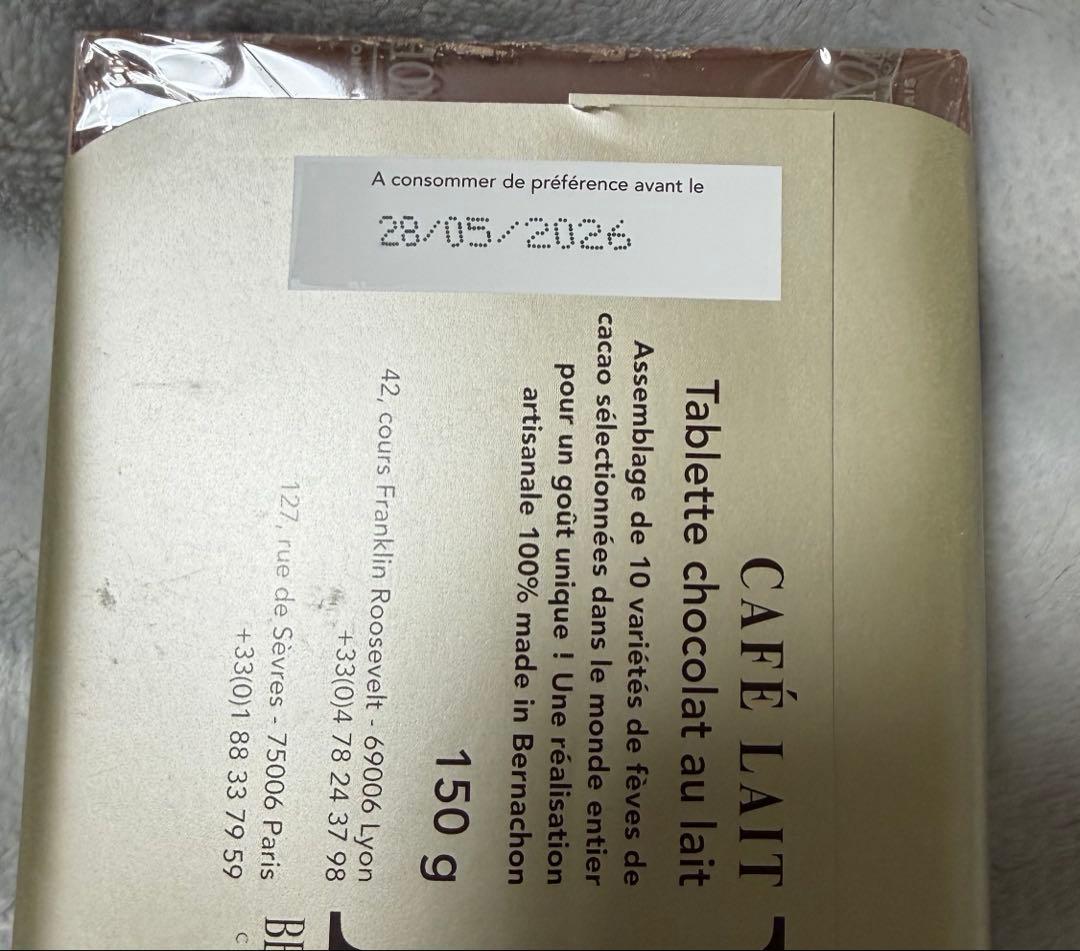 A consommer de préférence avant le
28/05/2026
CAFÉ LAIT
Tablette chocolat au lait
Assemblage de 10 variétés de fèves de
cacao sélectionnées dans le monde entier
pour un goût unique ! Une réalisation
artisanale 100% made in Bernachon
150 g
42, cours Franklin Roosevelt - 69006 Lyon
+33(0)4 78 24 37 98
127, rue de Sèvres - 75006 Paris
+33(0)1 88 33 79 59